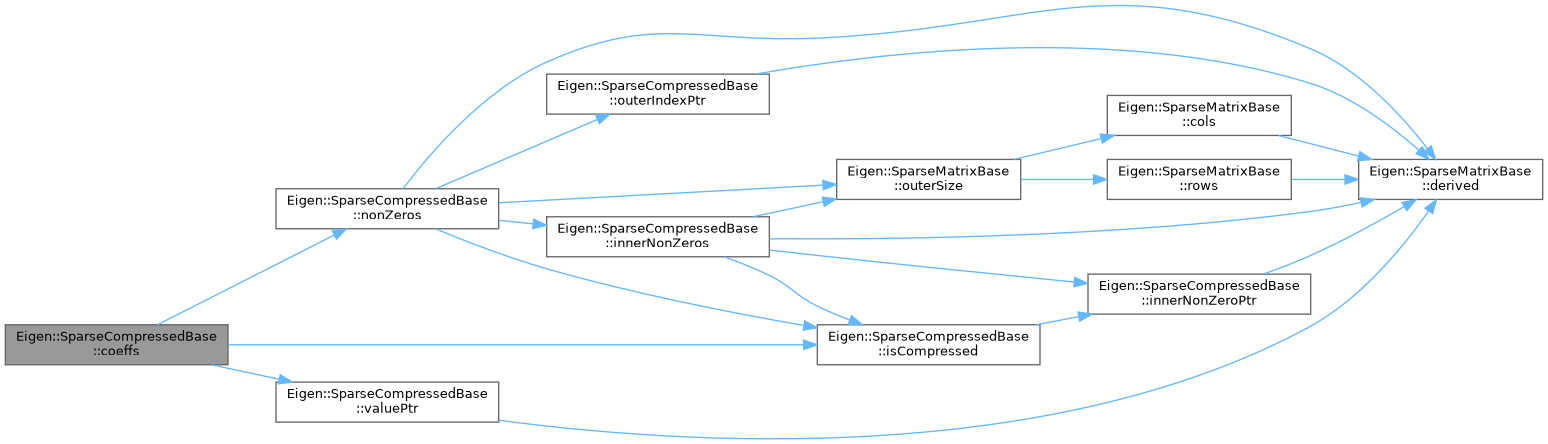 Eigen::SparseCompressedBase
::coeffs
Eigen::SparseCompressedBase
::nonZeros
Eigen::SparseCompressedBase
::valuePtr
Eigen::SparseCompressedBase
::outerIndexPtr
Eigen::SparseCompressedBase
::innerNonZeros
Eigen::SparseMatrixBase
::outerSize
Eigen::SparseCompressedBase
::isCompressed
Eigen::SparseMatrixBase
::cols
Eigen::SparseMatrixBase
::rows
Eigen::SparseCompressedBase
::innerNonZeroPtr
Eigen::SparseMatrixBase
::derived